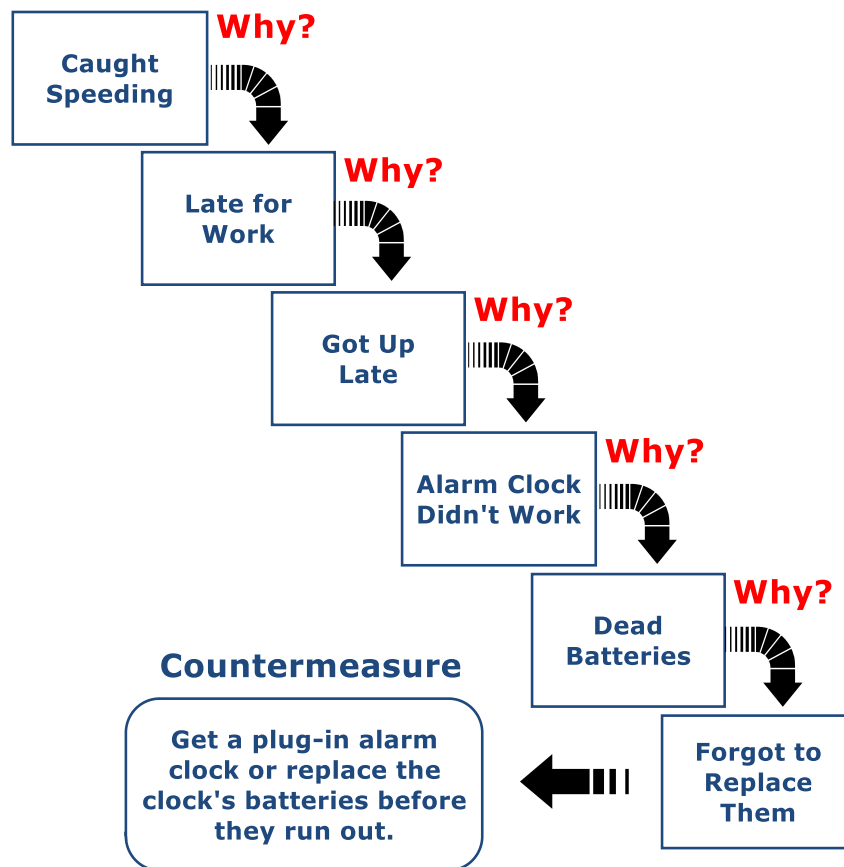 Why?
Caught
Speeding
Why?
Late for
Work
Why?
Got Up
Late
Why?
Alarm Clock
Didn't Work
Why?
Dead
Batteries
Forgot to
Replace
Them
Countermeasure
Get a plug-in alarm
clock or replace the
clock's batteries before
they run out.